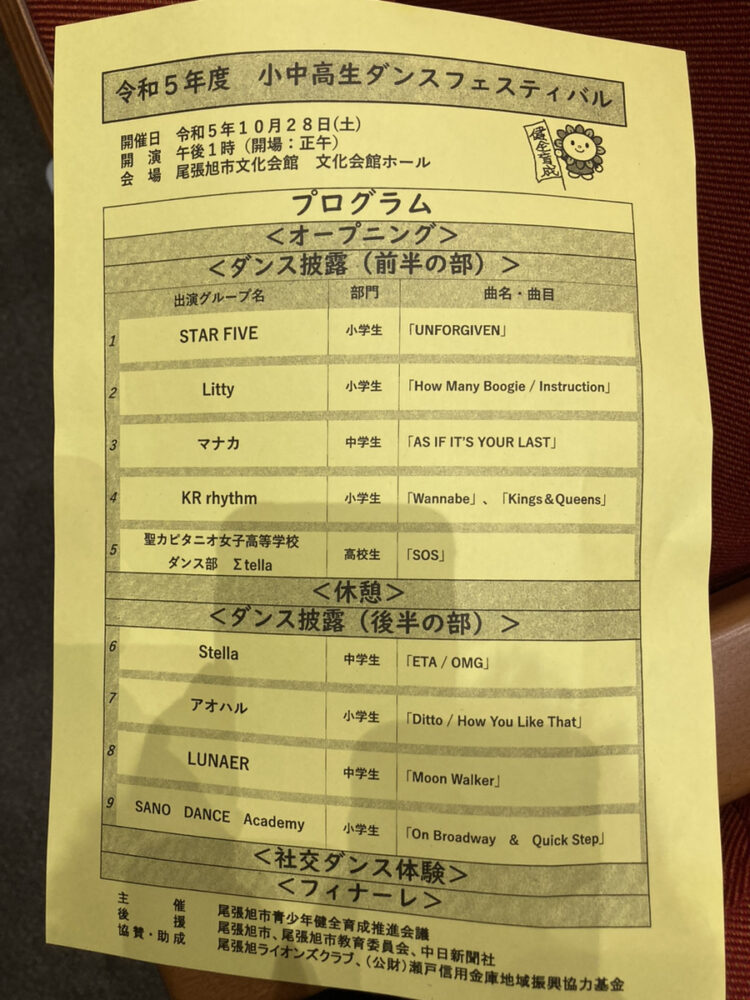 令和5年度 小中高生ダンスフェスティバル
開催日 令和5年10月28日(土)
開演 午後1時(開場:正午)
会場 尾張旭市文化会館 文化会館ホール
健全育成
プログラム
<オープニング>
<ダンス披露(前半の部)>
出演グループ名 部門 曲名・曲目
1 STAR FIVE 小学生 「UNFORGIVEN」
2 Litty 小学生 「How Many Boogie / Instruction」
3 マナカ 中学生 「AS IF IT'S YOUR LAST」
4 KR rhythm 小学生 「Wannabe」、「Kings&Queens」
5 聖カピタニオ女子高等学校
ダンス部 Σtella 高校生 「SOS」
<休憩>
<ダンス披露(後半の部)>
6 Stella 中学生 「ETA / OMG」
7 アオハル 小学生 「Ditto / How You Like That」
8 LUNAER 中学生 「Moon Walker」
9 SANO DANCE Academy 小学生 「On Broadway & Quick Step」
<社交ダンス体験>
<フィナーレ>
主催 尾張旭市青少年健全育成推進会議
後援 尾張旭市、尾張旭市教育委員会、中日新聞社
協賛・助成 尾張旭ライオンズクラブ、(公財)瀬戸信用金庫地域振興協力基金